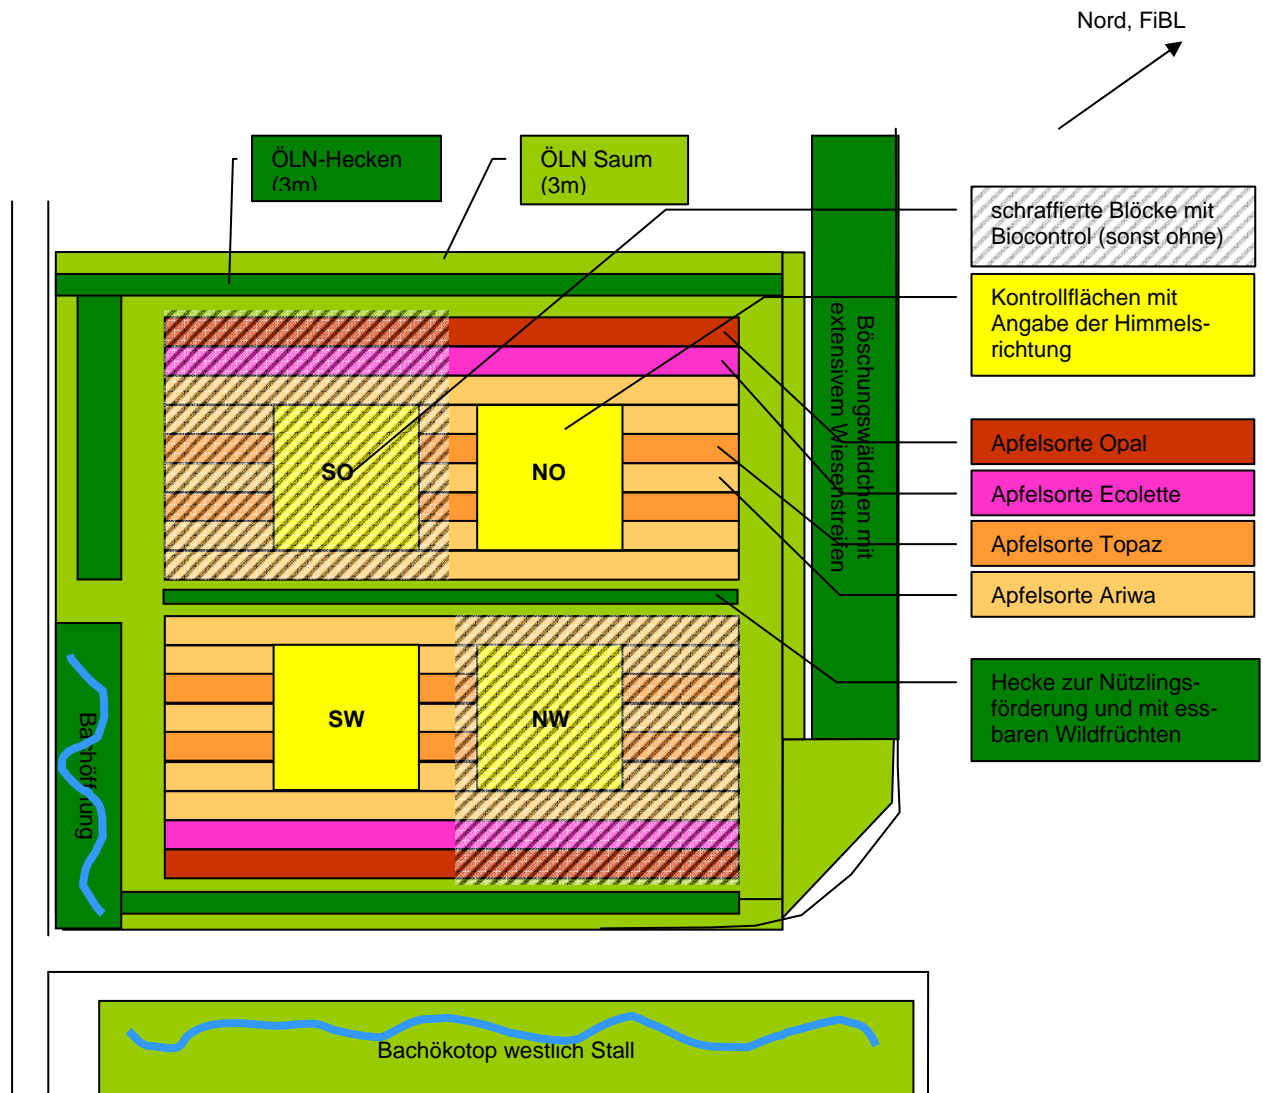 Nord, FiBL
ÖLN-Hecken
(3m)
ÖLN Saum
(3m)
schraffierte Blöcke mit
Biocontrol (sonst ohne)
Kontrollflächen mit
Angabe der Himmels-
richtung
Böschungswäldchen mit
extensivem Wiesenstreifen
Apfelsorte Opal
Apfelsorte Ecolette
Apfelsorte Topaz
Apfelsorte Ariwa
SO
NO
SW
NW
Hecke zur Nützlings-
förderung und mit ess-
baren Wildfrüchten
Bachöffnung
Bachökotop westlich Stall